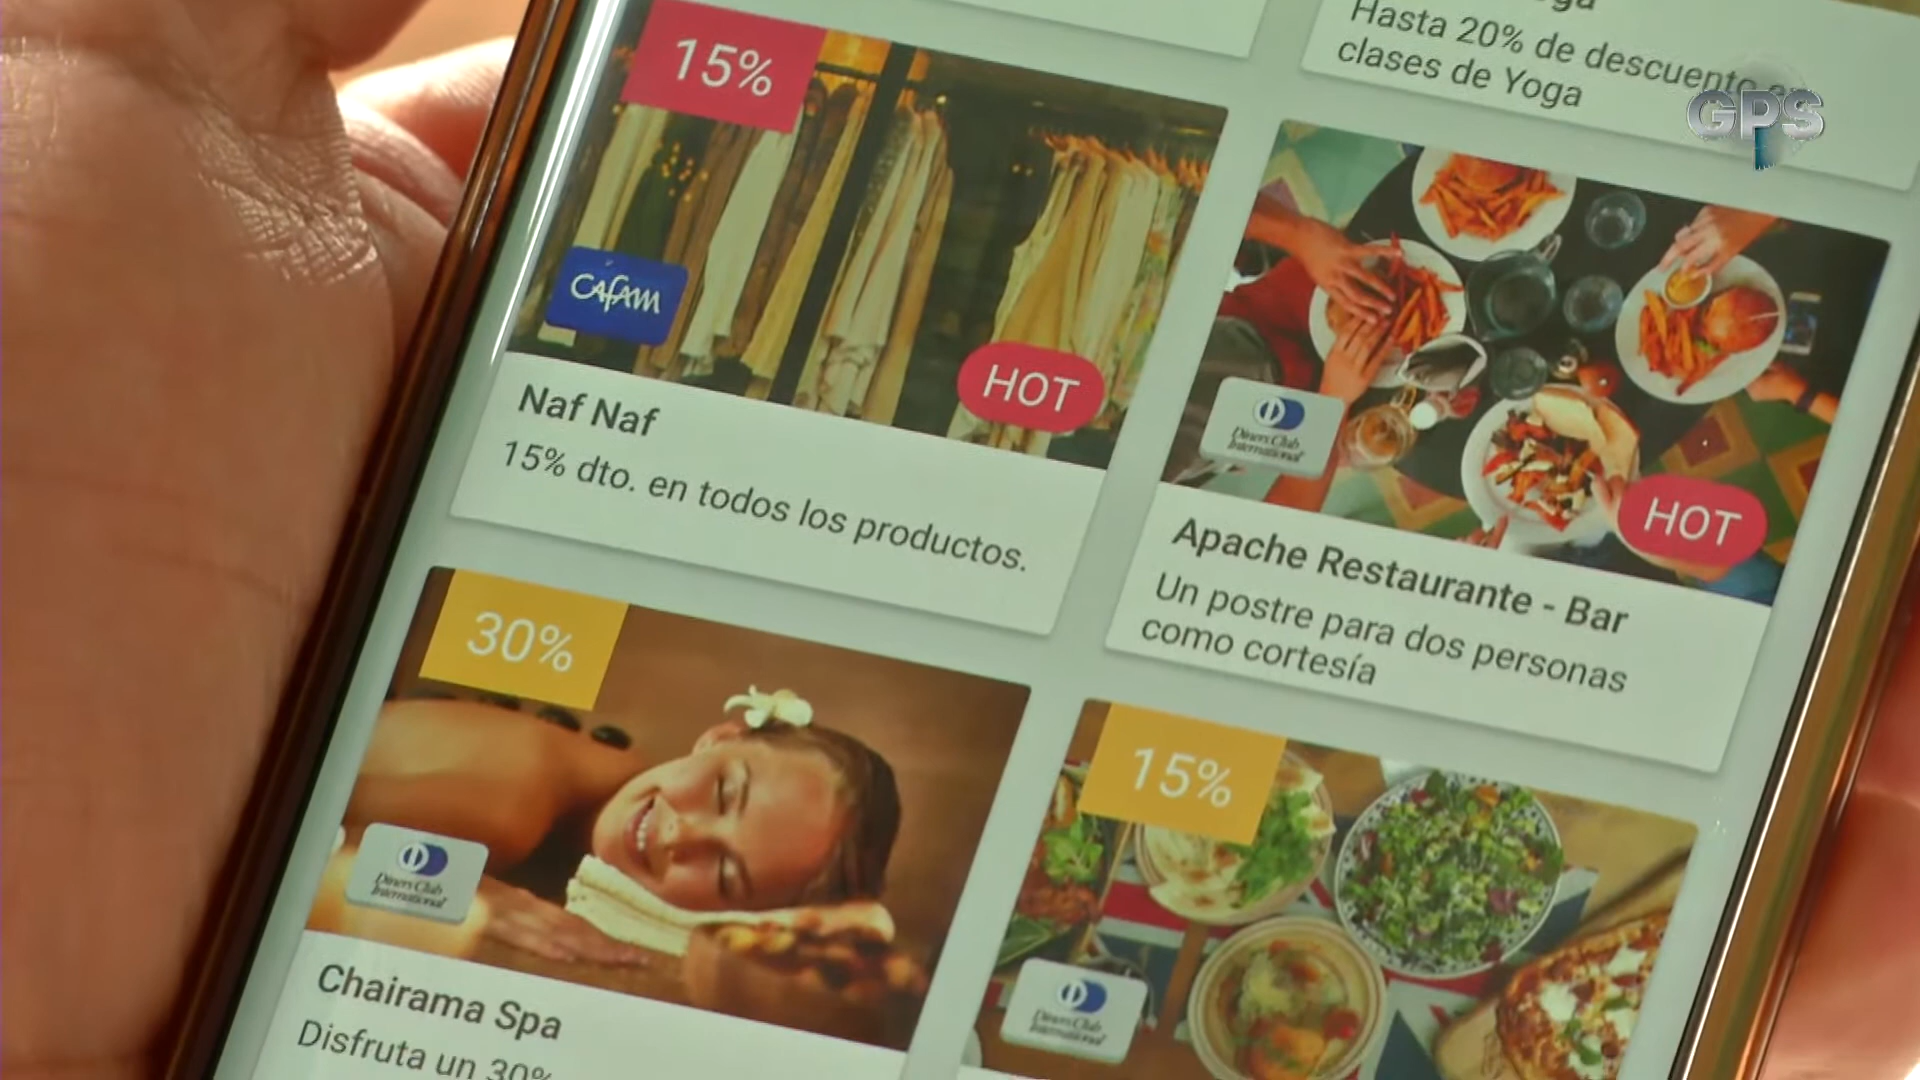 Hasta 20% de descuento
clases de Yoga
GPS
15%
CAfAM
HOT
Naf Naf
15% dto. en todos los productos.
Diners Club
International
HOT
Apache Restaurante - Bar
Un postre para dos personas
como cortesía
30%
Diners Club
International
Chairama Spa
Disfruta un 30%
15%
Diners Club
International